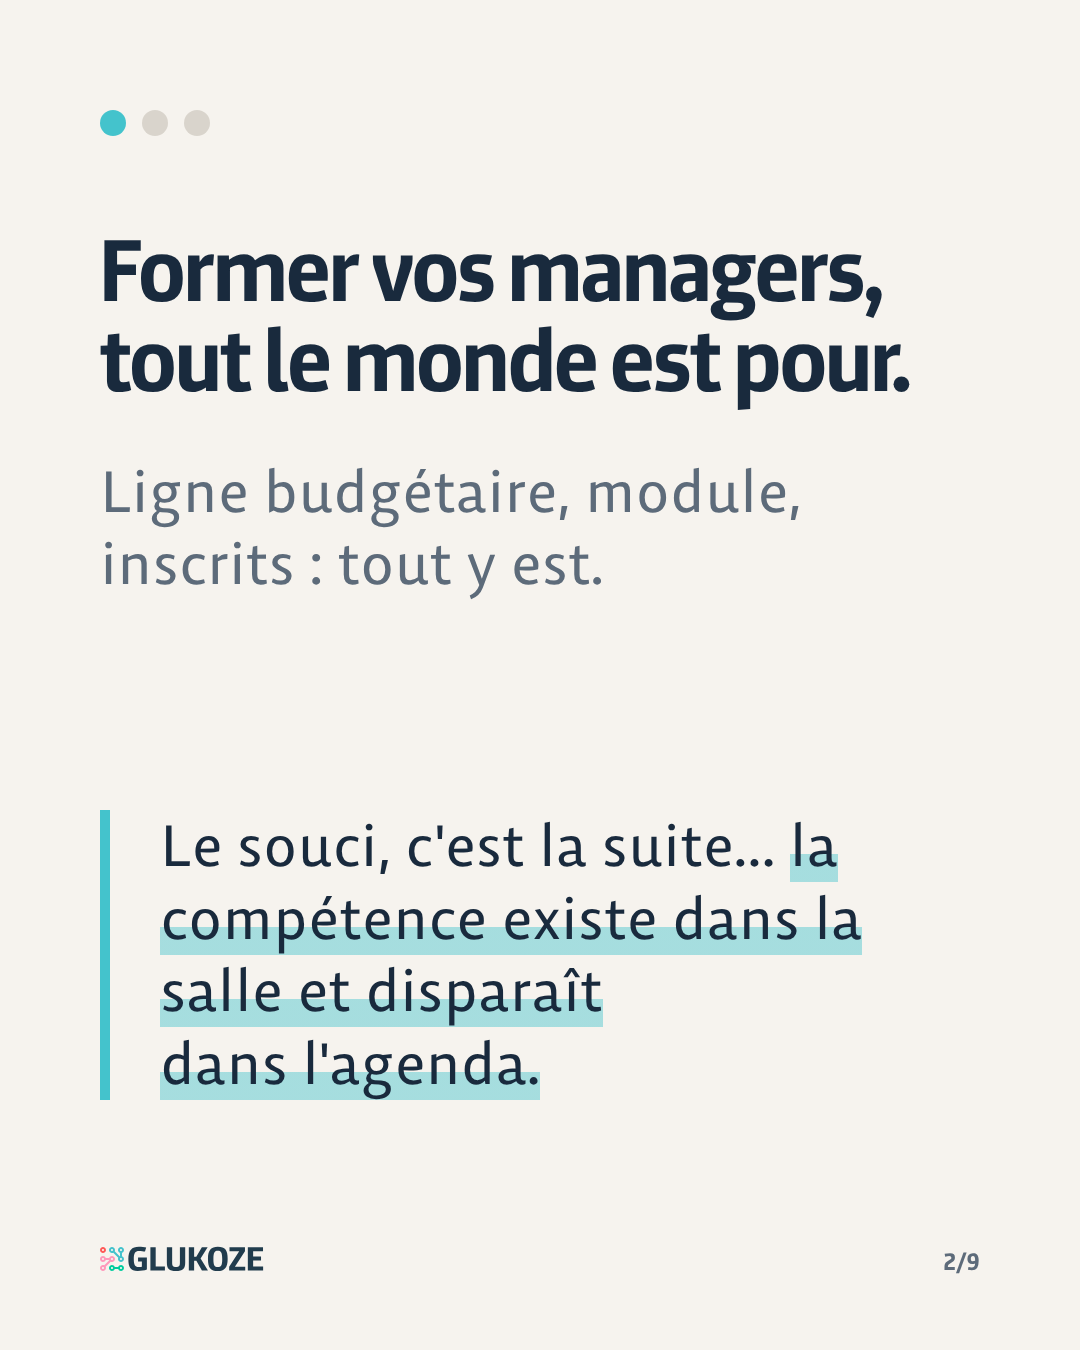 Former vos managers,
tout le monde est pour.
Ligne budgétaire, module,
inscrits : tout y est.
Le souci, c'est la suite... la
compétence existe dans la
salle et disparaît
dans l'agenda.
GLUKOZE
2/9